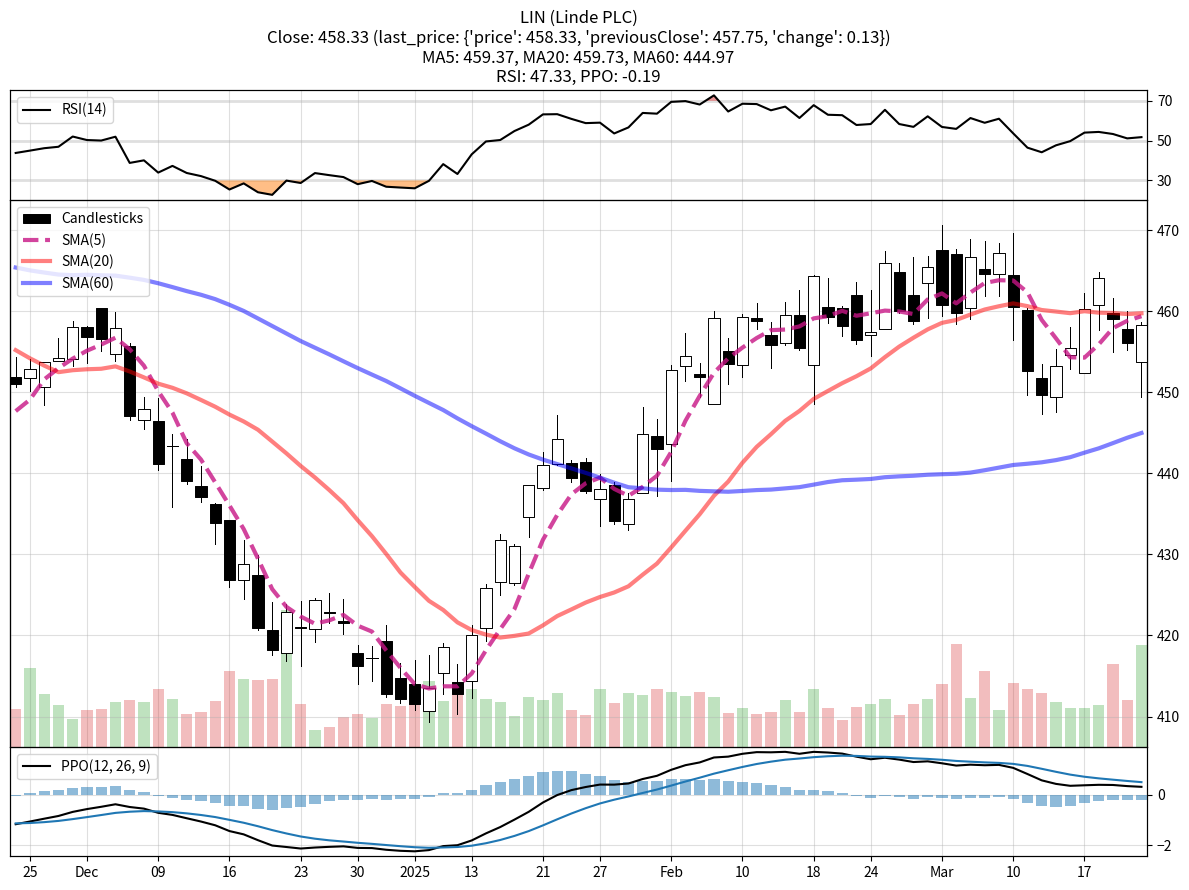 LIN (Linde PLC)
Close: 458.33 (last_price: {'price': 458.33, 'previousClose': 457.75, 'change': 0.13})
MA5: 459.37, MA20: 459.73, MA60: 444.97
RSI: 47.33, PPO: -0.19
RSI(14)
70
50
30
Candlesticks
SMA(5)
SMA(20)
SMA(60)
470
460
450
440
430
420
410
PPO(12, 26, 9)
0
−2
25 Dec 09 16 23 30 2025 13 21 27 Feb 10 18 24 Mar 10 17